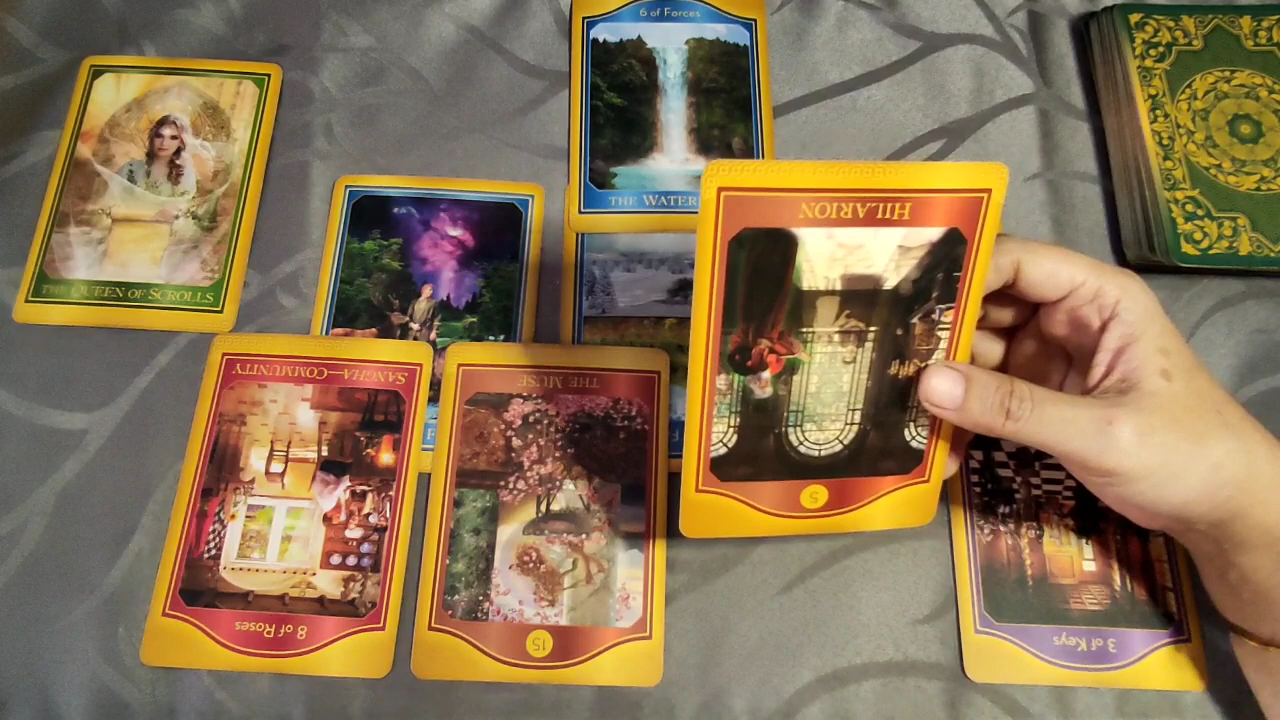 6 of Forces
THE WATER
THE QUEEN OF SCROLLS
HILARION
5
SANGHA—COMMUNITY
8 of Roses
THE MUSE
15
3 of Keys